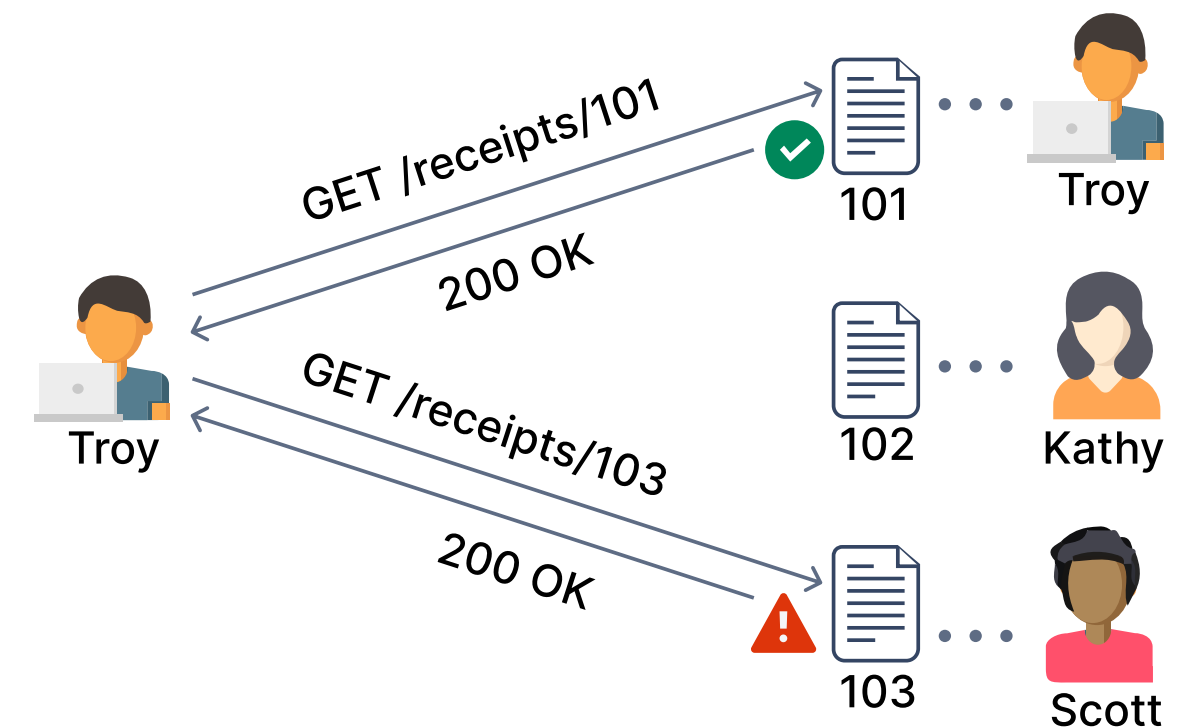 GET /receipts/101
200 OK
101
Troy
Troy
GET /receipts/103
200 OK
102
Kathy
103
Scott